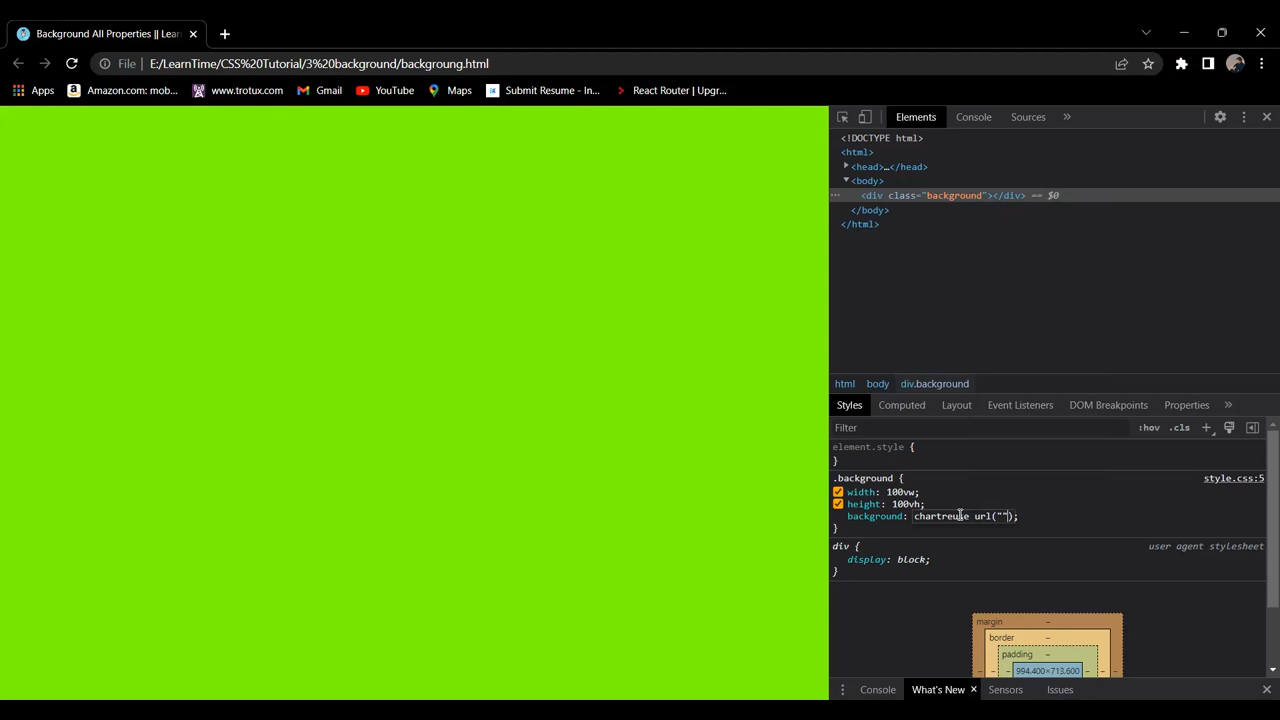 Background All Properties || Lear
File E:/LearnTime/CSS%20Tutorial/3%20background/backgroung.html
Apps Amazon.com: mob... www.trotux.com Gmail YouTube Maps Submit Resume - In... React Router | Upgr...
Elements Console Sources »
<!DOCTYPE html>
<html>
<head>…</head>
<body>
… <div class="background"></div> == $0
</body>
</html>
html body div.background
Styles Computed Layout Event Listeners DOM Breakpoints Properties »
Filter :hov .cls +
element.style {
}
.background { style.css:5
width: 100vw;
height: 100vh;
background: chartreuse url("");
}
div { user agent stylesheet
display: block;
}
margin –
border –
padding –
– – – 994.400×713.600 – – –
Console What's New × Sensors Issues